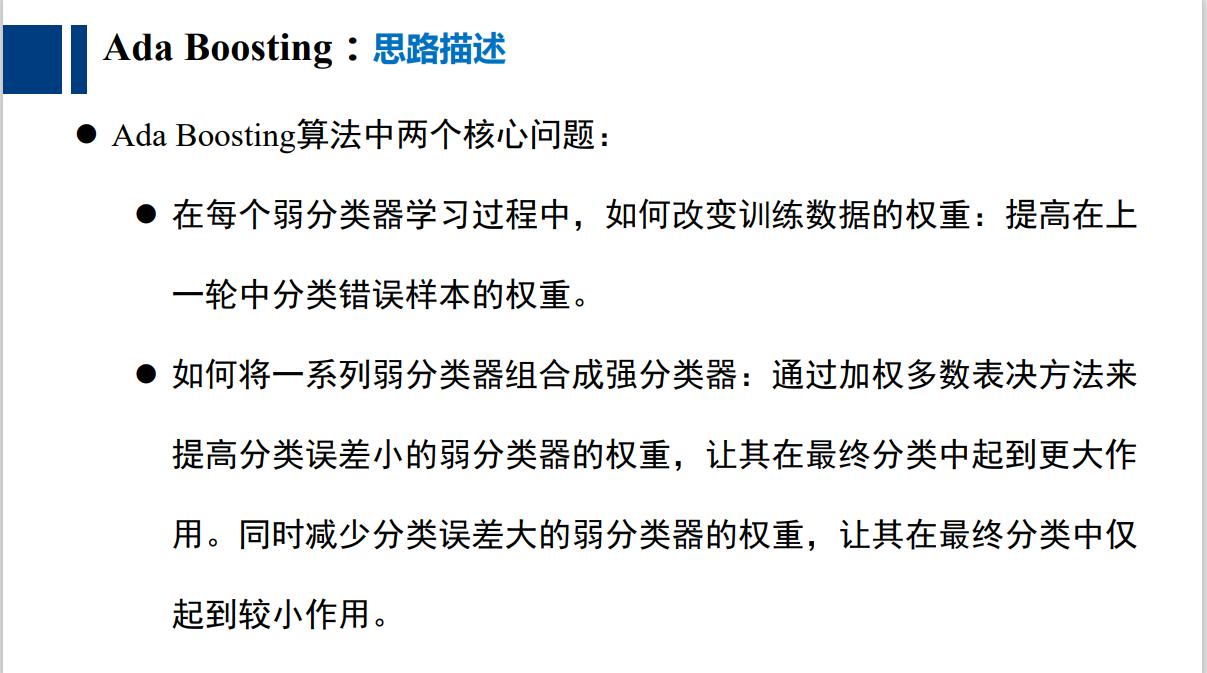 Ada Boosting：思路描述
● Ada Boosting算法中两个核心问题：
● 在每个弱分类器学习过程中，如何改变训练数据的权重：提高在上
一轮中分类错误样本的权重。
● 如何将一系列弱分类器组合成强分类器：通过加权多数表决方法来
提高分类误差小的弱分类器的权重，让其在最终分类中起到更大作
用。同时减少分类误差大的弱分类器的权重，让其在最终分类中仅
起到较小作用。